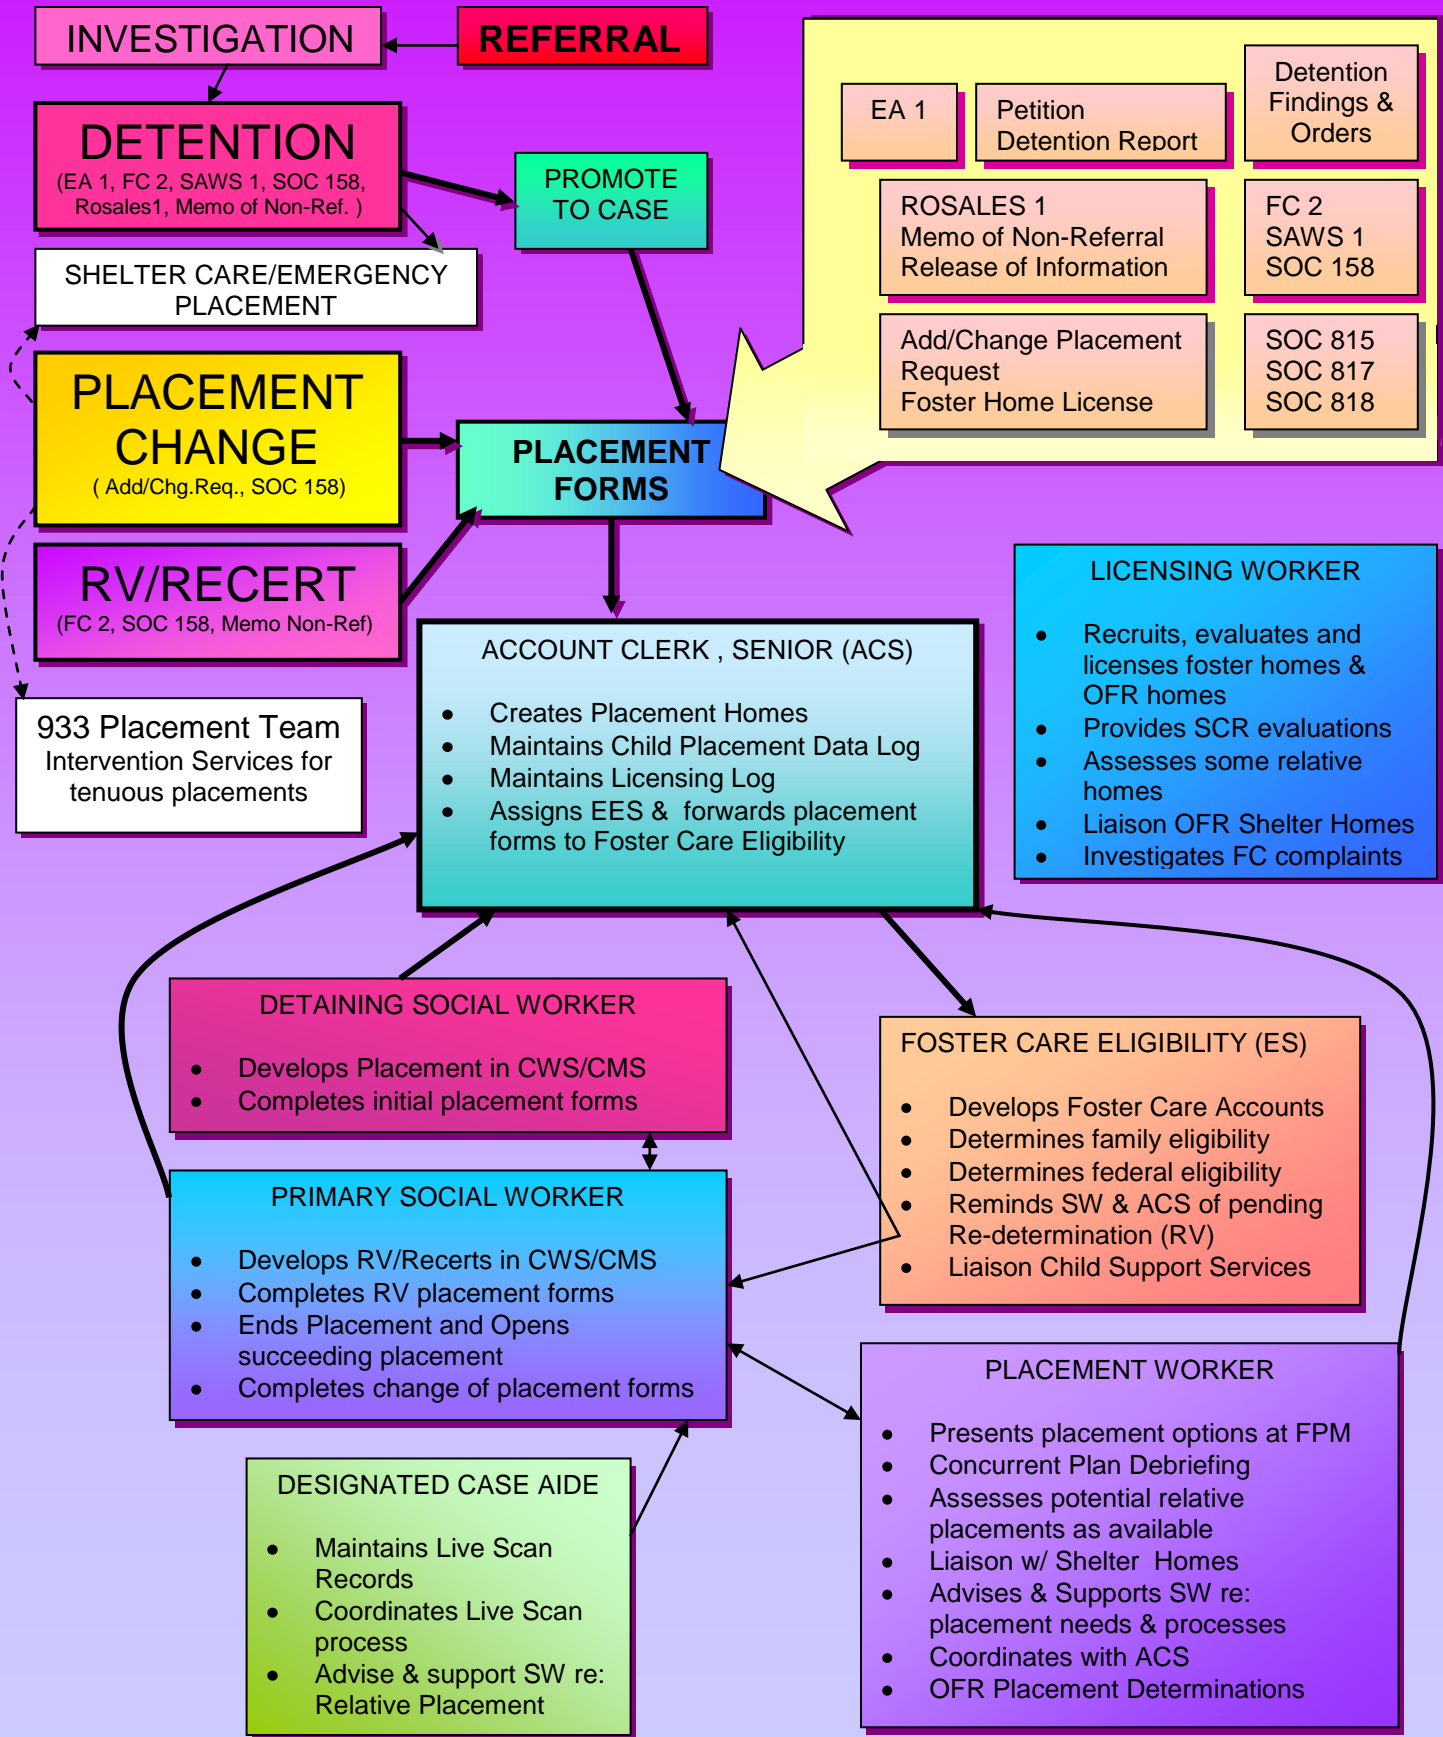 INVESTIGATION
REFERRAL
DETENTION
(EA 1, FC 2, SAWS 1, SOC 158,
Rosales1, Memo of Non-Ref. )
PROMOTE
TO CASE
SHELTER CARE/EMERGENCY
PLACEMENT
EA 1
Petition
Detention Report
Detention
Findings &
Orders
ROSALES 1
Memo of Non-Referral
Release of Information
FC 2
SAWS 1
SOC 158
Add/Change Placement
Request
Foster Home License
SOC 815
SOC 817
SOC 818
PLACEMENT
CHANGE
( Add/Chg.Req., SOC 158)
PLACEMENT
FORMS
RV/RECERT
(FC 2, SOC 158, Memo Non-Ref)
933 Placement Team
Intervention Services for
tenuous placements
ACCOUNT CLERK , SENIOR (ACS)
• Creates Placement Homes
• Maintains Child Placement Data Log
• Maintains Licensing Log
• Assigns EES & forwards placement
forms to Foster Care Eligibility
LICENSING WORKER
• Recruits, evaluates and
licenses foster homes &
OFR homes
• Provides SCR evaluations
• Assesses some relative
homes
• Liaison OFR Shelter Homes
• Investigates FC complaints
DETAINING SOCIAL WORKER
• Develops Placement in CWS/CMS
• Completes initial placement forms
FOSTER CARE ELIGIBILITY (ES)
• Develops Foster Care Accounts
• Determines family eligibility
• Determines federal eligibility
• Reminds SW & ACS of pending
Re-determination (RV)
• Liaison Child Support Services
PRIMARY SOCIAL WORKER
• Develops RV/Recerts in CWS/CMS
• Completes RV placement forms
• Ends Placement and Opens
succeeding placement
• Completes change of placement forms
PLACEMENT WORKER
• Presents placement options at FPM
• Concurrent Plan Debriefing
• Assesses potential relative
placements as available
• Liaison w/ Shelter Homes
• Advises & Supports SW re:
placement needs & processes
• Coordinates with ACS
• OFR Placement Determinations
DESIGNATED CASE AIDE
• Maintains Live Scan
Records
• Coordinates Live Scan
process
• Advise & support SW re:
Relative Placement